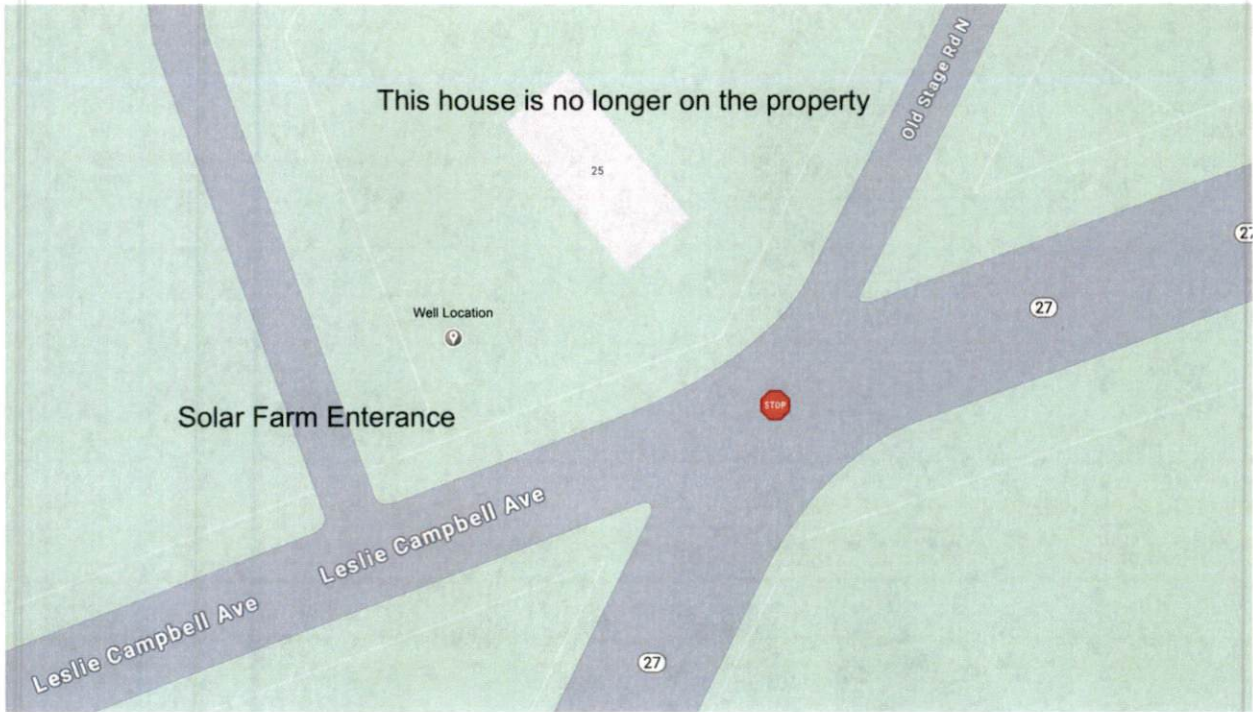 This house is no longer on the property
Old Stage Rd N
25
27
27
Well Location
STOP
Solar Farm Enterance
Leslie Campbell Ave
Leslie Campbell Ave
27